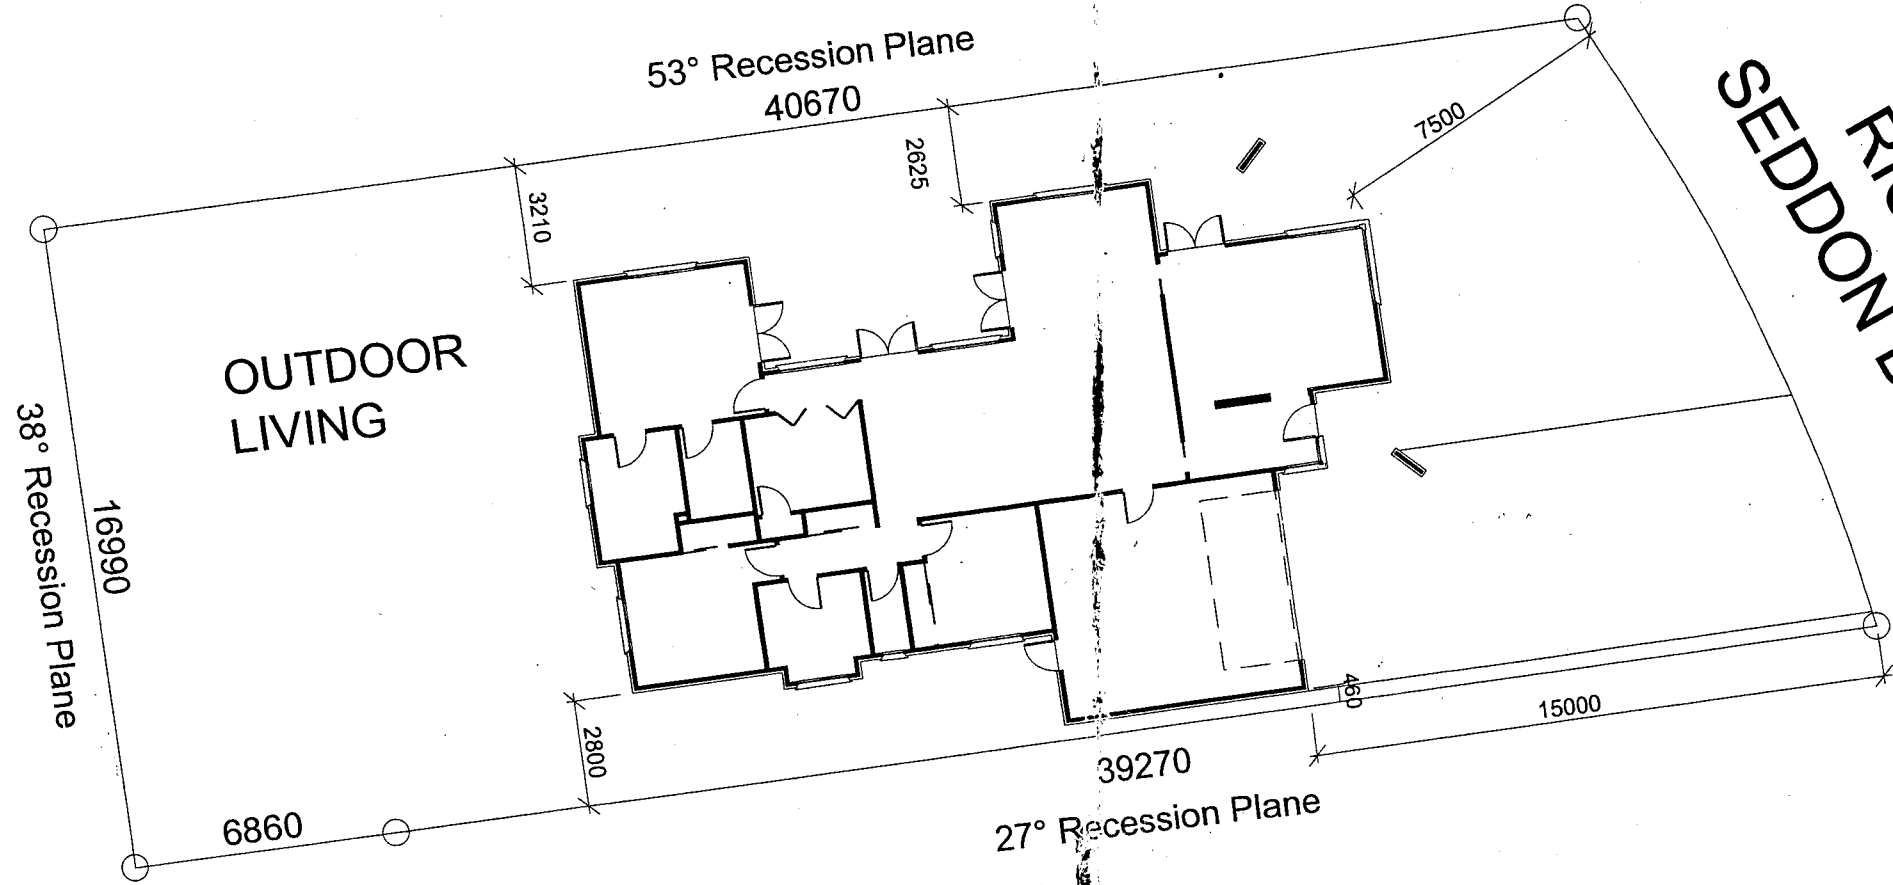 53° Recession Plane
40670
7500
SEDDON
2625
3210
OUTDOOR
LIVING
38° Recession Plane
16990
460
15000
2800
39270
6860
27° Recession Plane